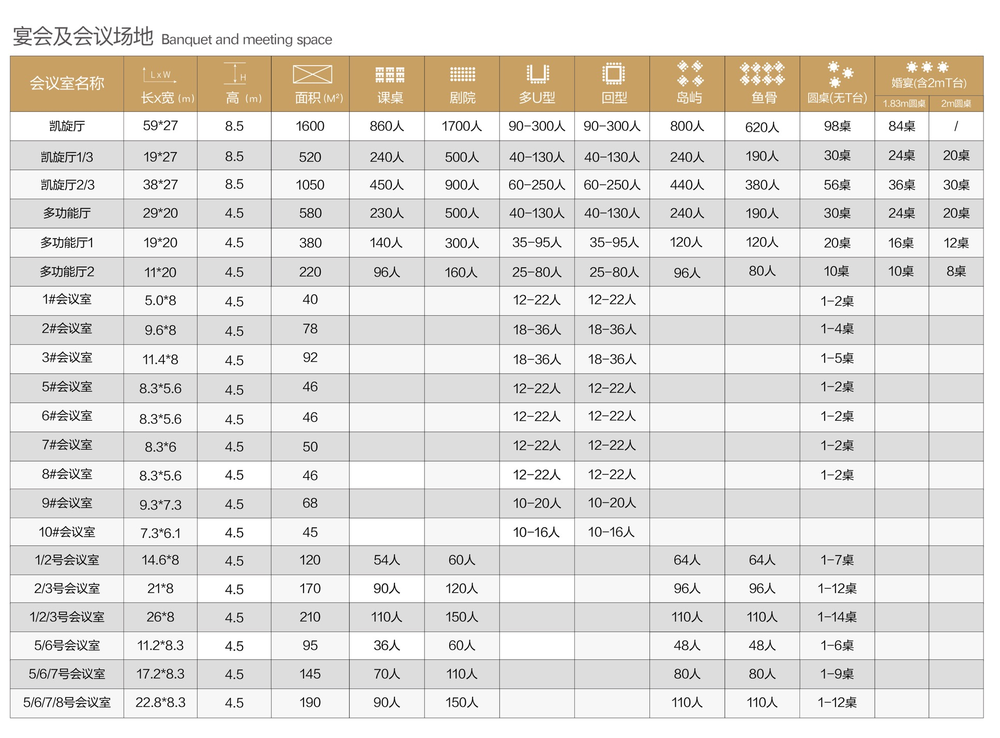 宴会及会议场地 Banquet and meeting space
会议室名称 LxW 长x宽(m) H 高(m) 面积(M²) 课桌 剧院 多U型 回型 岛屿 鱼骨 圆桌(无T台) 婚宴(含2mT台)
1.83m圆桌 2m圆桌
凯旋厅 59*27 8.5 1600 860人 1700人 90-300人 90-300人 800人 620人 98桌 84桌 /
凯旋厅1/3 19*27 8.5 520 240人 500人 40-130人 40-130人 240人 190人 30桌 24桌 20桌
凯旋厅2/3 38*27 8.5 1050 450人 900人 60-250人 60-250人 440人 380人 56桌 36桌 30桌
多功能厅 29*20 4.5 580 230人 500人 40-130人 40-130人 240人 190人 30桌 24桌 20桌
多功能厅1 19*20 4.5 380 140人 300人 35-95人 35-95人 120人 120人 20桌 16桌 12桌
多功能厅2 11*20 4.5 220 96人 160人 25-80人 25-80人 96人 80人 10桌 10桌 8桌
1#会议室 5.0*8 4.5 40 12-22人 12-22人 1-2桌
2#会议室 9.6*8 4.5 78 18-36人 18-36人 1-4桌
3#会议室 11.4*8 4.5 92 18-36人 18-36人 1-5桌
5#会议室 8.3*5.6 4.5 46 12-22人 12-22人 1-2桌
6#会议室 8.3*5.6 4.5 46 12-22人 12-22人 1-2桌
7#会议室 8.3*6 4.5 50 12-22人 12-22人 1-2桌
8#会议室 8.3*5.6 4.5 46 12-22人 12-22人 1-2桌
9#会议室 9.3*7.3 4.5 68 10-20人 10-20人
10#会议室 7.3*6.1 4.5 45 10-16人 10-16人
1/2号会议室 14.6*8 4.5 120 54人 60人 64人 64人 1-7桌
2/3号会议室 21*8 4.5 170 90人 120人 96人 96人 1-12桌
1/2/3号会议室 26*8 4.5 210 110人 150人 110人 110人 1-14桌
5/6号会议室 11.2*8.3 4.5 95 36人 60人 48人 48人 1-6桌
5/6/7号会议室 17.2*8.3 4.5 145 70人 110人 80人 80人 1-9桌
5/6/7/8号会议室 22.8*8.3 4.5 190 90人 150人 110人 110人 1-12桌